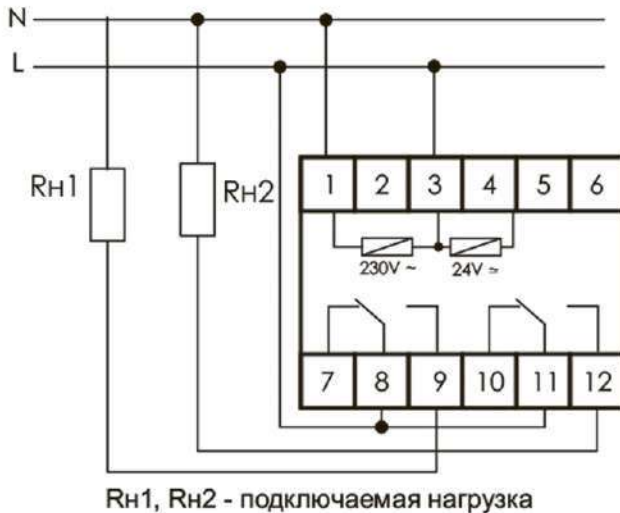 N
L
Rн1
Rн2
1 2 3 4 5 6
230V ~ 24V ≂
7 8 9 10 11 12
Rн1, Rн2 - подключаемая нагрузка